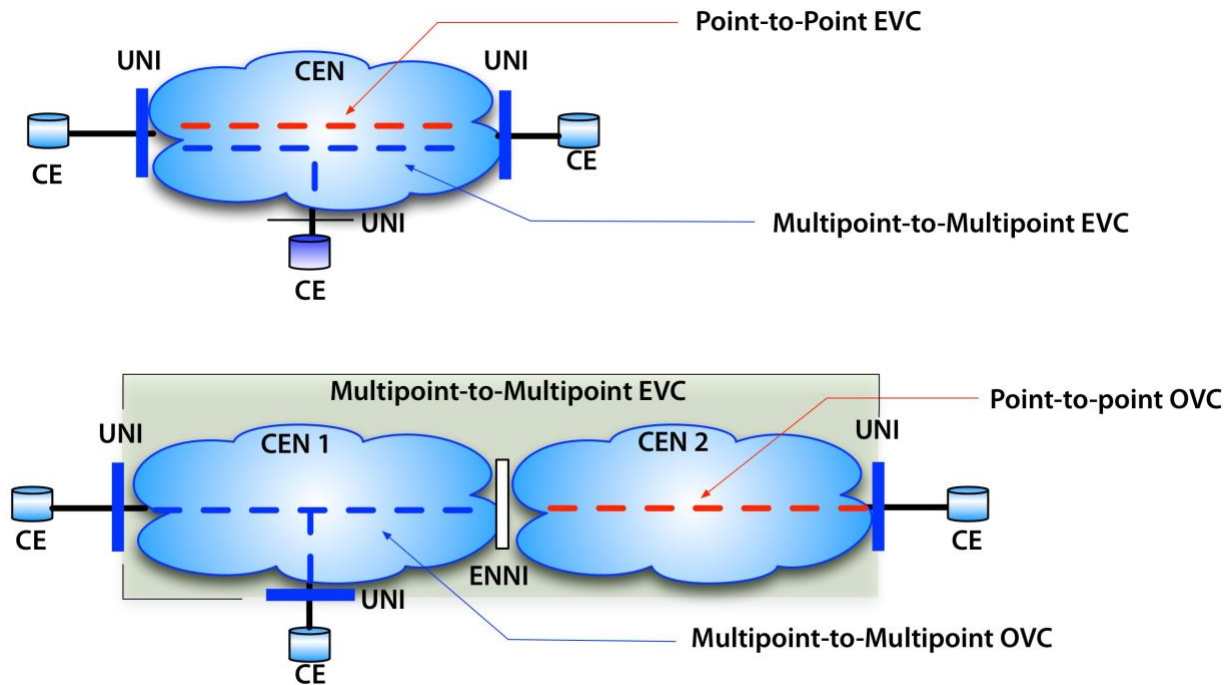 Point-to-Point EVC
UNI
CEN
UNI
CE
CE
UNI
Multipoint-to-Multipoint EVC
CE
Multipoint-to-Multipoint EVC
Point-to-point OVC
UNI
CEN 1
CEN 2
UNI
CE
CE
ENNI
UNI
Multipoint-to-Multipoint OVC
CE